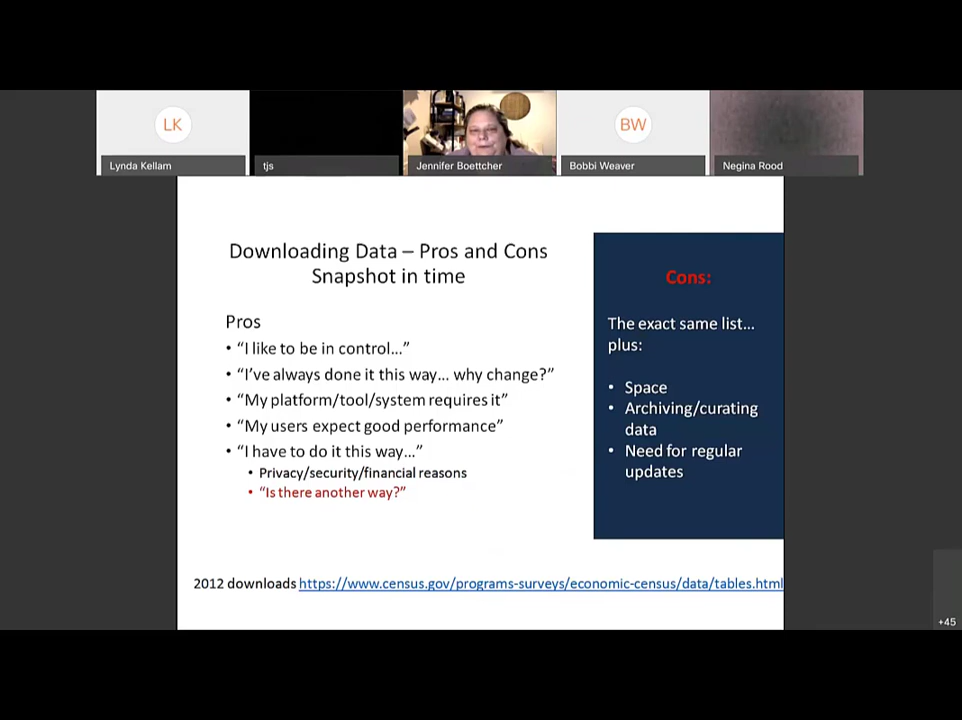 LK
BW
Lynda Kellam
tjs
Jennifer Boettcher
Bobbi Weaver
Negina Rood
Downloading Data – Pros and Cons
Snapshot in time
Pros
• “I like to be in control…”
• “I’ve always done it this way… why change?”
• “My platform/tool/system requires it”
• “My users expect good performance”
• “I have to do it this way…”
• Privacy/security/financial reasons
• “Is there another way?”
Cons:
The exact same list…
plus:
• Space
• Archiving/curating
data
• Need for regular
updates
2012 downloads https://www.census.gov/programs-surveys/economic-census/data/tables.html
+45